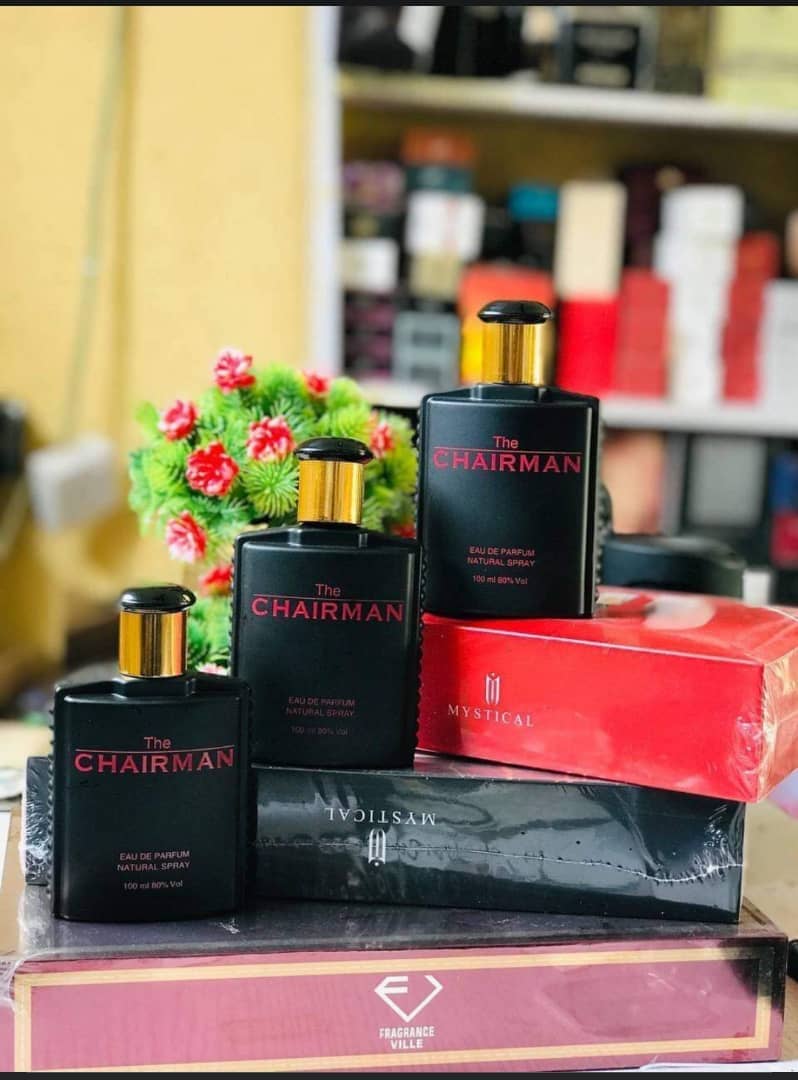 The
CHAIRMAN
EAU DE PARFUM
NATURAL SPRAY
100 ml 80% Vol
The
CHAIRMAN
EAU DE PARFUM
NATURAL SPRAY
100 ml 80% Vol
The
CHAIRMAN
EAU DE PARFUM
NATURAL SPRAY
100 ml 80% Vol
MYSTICAL
MYSTICAL
FRAGRANCE
VILLE